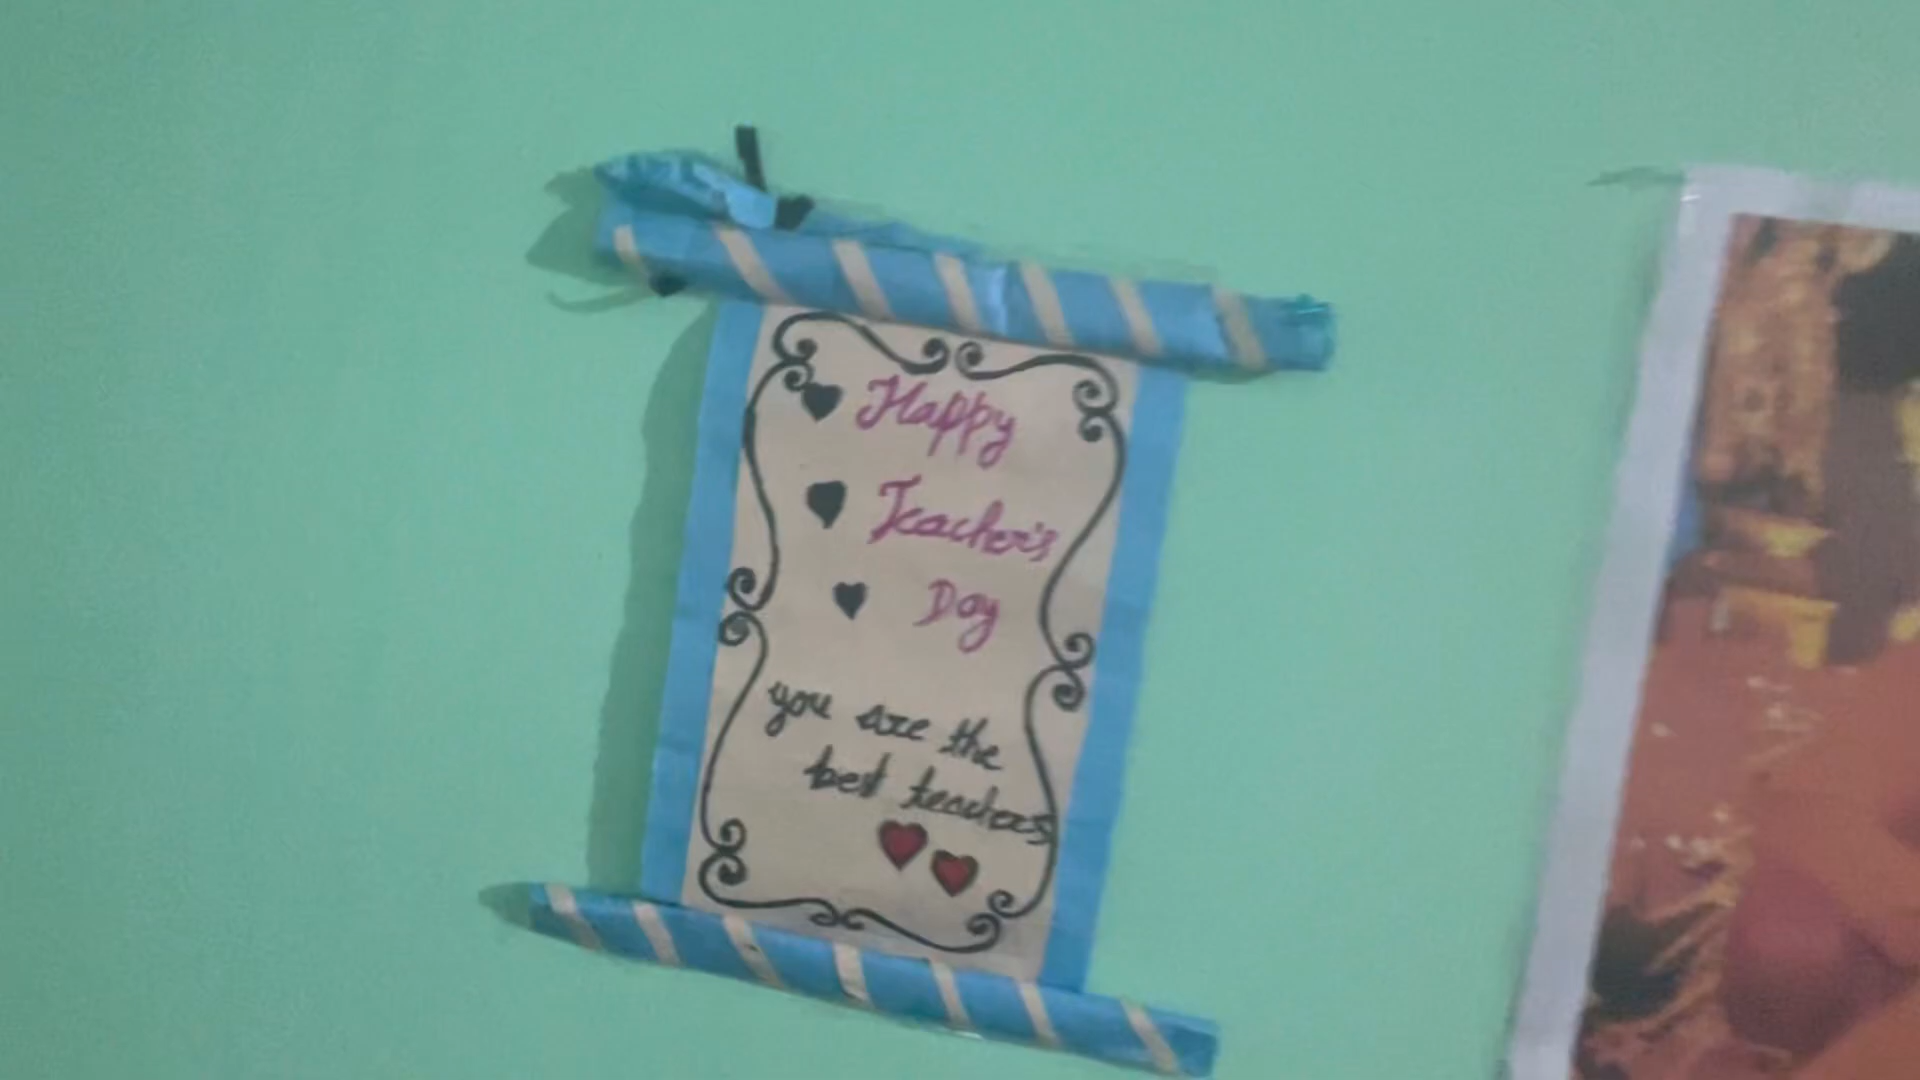 Happy
Teacher's
Day
you are the
best teachers